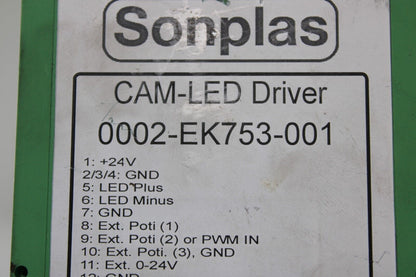 Sonplas
CAM-LED Driver
0002-EK753-001
1: +24V
2/3/4: GND
5: LED Plus
6: LED Minus
7: GND
8: Ext. Poti (1)
9: Ext. Poti (2) or PWM IN
10: Ext. Poti. (3), GND
11: Ext. 0-24V
12: GND